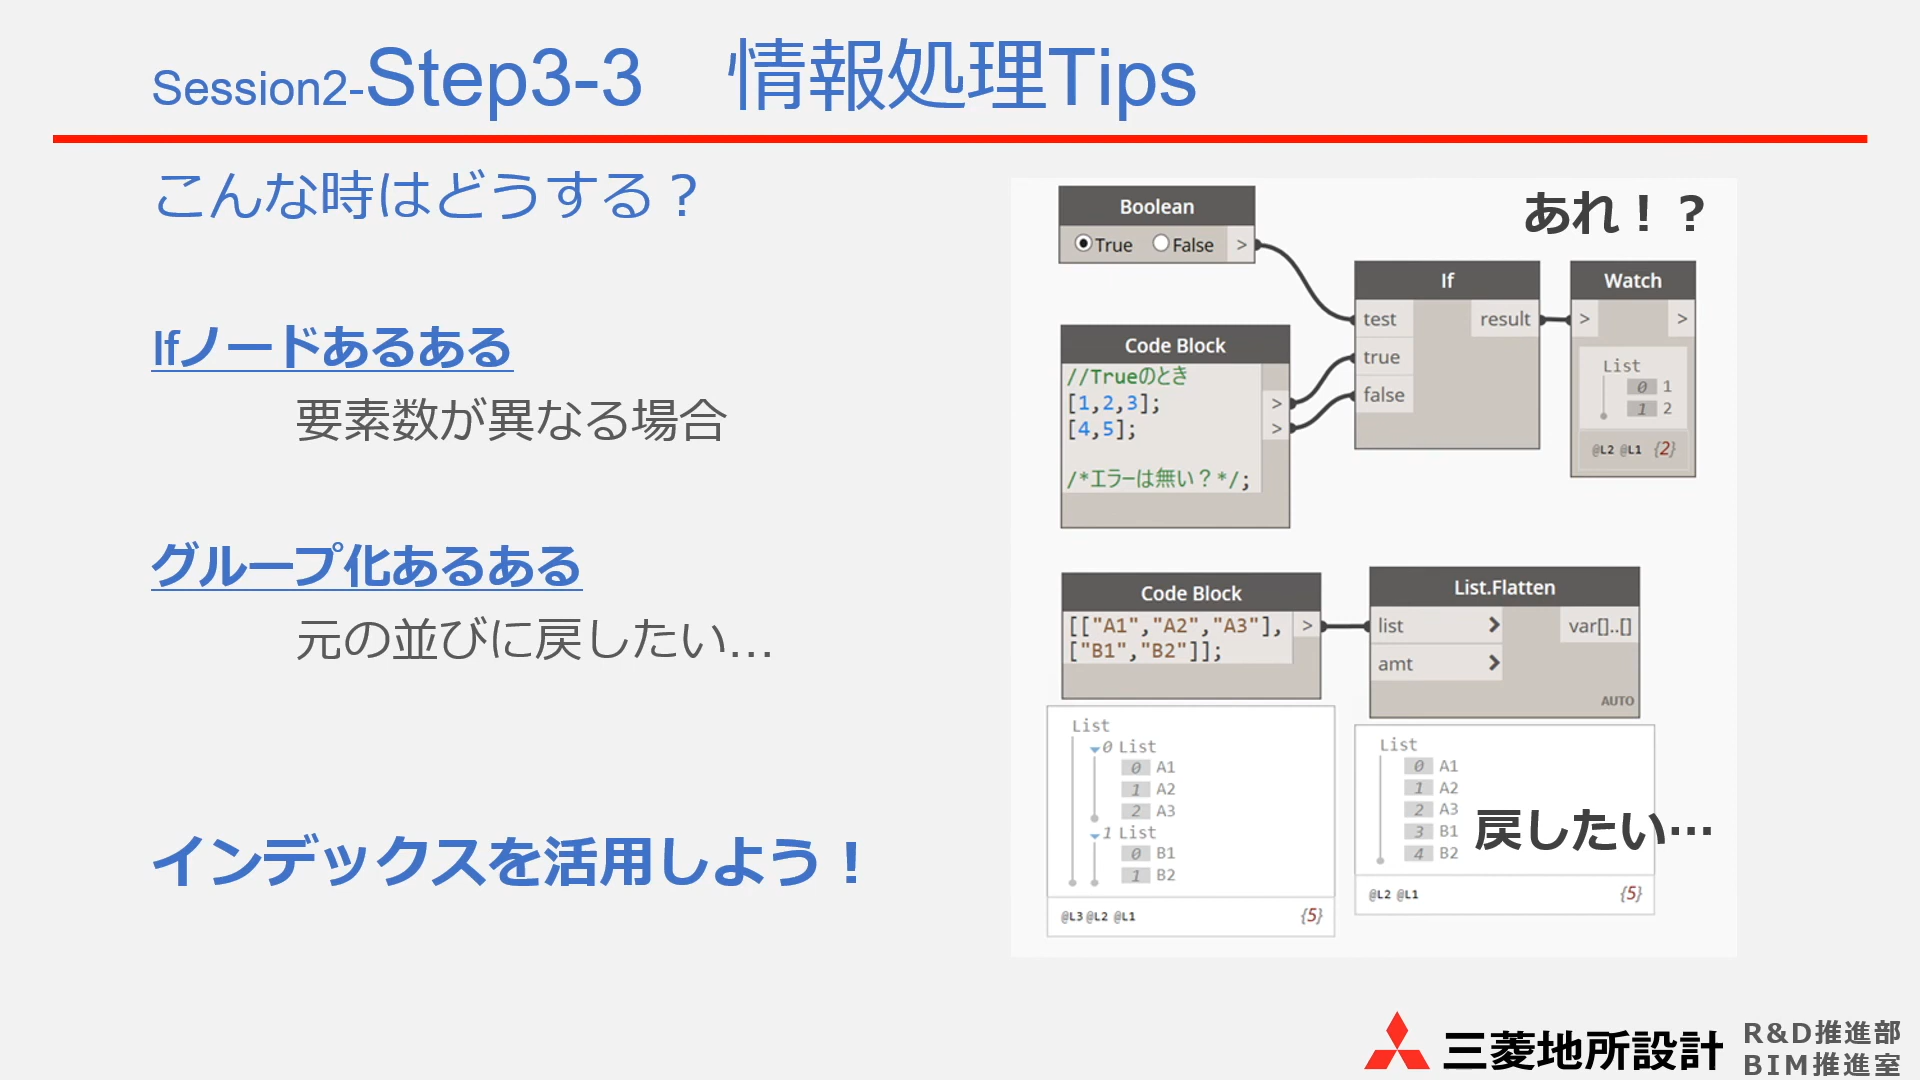 Session2-Step3-3　情報処理Tips
こんな時はどうする？
Ifノードあるある
要素数が異なる場合
グループ化あるある
元の並びに戻したい…
インデックスを活用しよう！
あれ！？
Boolean
True False >
If
test result
true
false
Watch
> >
List
0 1
1 2
@L2 @L1 {2}
Code Block
//Trueのとき
[1,2,3]; >
[4,5]; >
/*エラーは無い？*/;
Code Block
[["A1","A2","A3"], >
["B1","B2"]];
List
0 List
0 A1
1 A2
2 A3
1 List
0 B1
1 B2
@L3 @L2 @L1 {5}
List.Flatten
list > var[]..[]
amt >
AUTO
List
0 A1
1 A2
2 A3
3 B1
4 B2
@L2 @L1 {5}
戻したい…
三菱地所設計
R&D推進部
BIM推進室